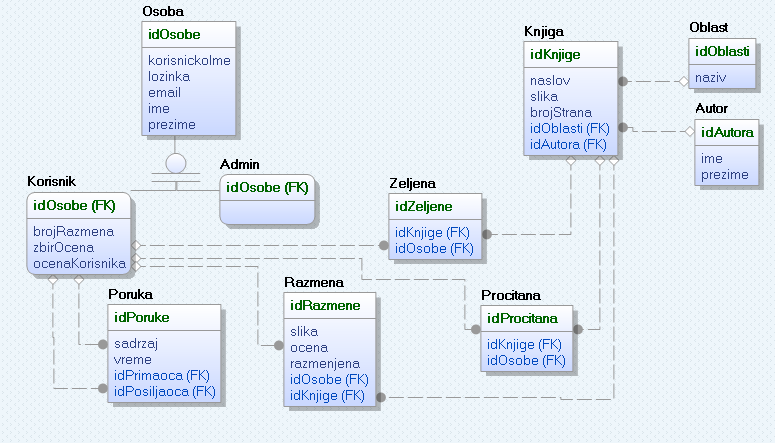 Osoba
idOsobe
korisnickoIme
lozinka
email
ime
prezime
Knjiga
idKnjige
naslov
slika
brojStrana
idOblasti (FK)
idAutora (FK)
Oblast
idOblasti
naziv
Autor
idAutora
ime
prezime
Admin
idOsobe (FK)
Korisnik
idOsobe (FK)
brojRazmena
zbirOcena
ocenaKorisnika
Zeljena
idZeljene
idKnjige (FK)
idOsobe (FK)
Poruka
idPoruke
sadrzaj
vreme
idPrimaoca (FK)
idPosiljaoca (FK)
Razmena
idRazmene
slika
ocena
razmenjena
idOsobe (FK)
idKnjige (FK)
Procitana
idProcitana
idKnjige (FK)
idOsobe (FK)